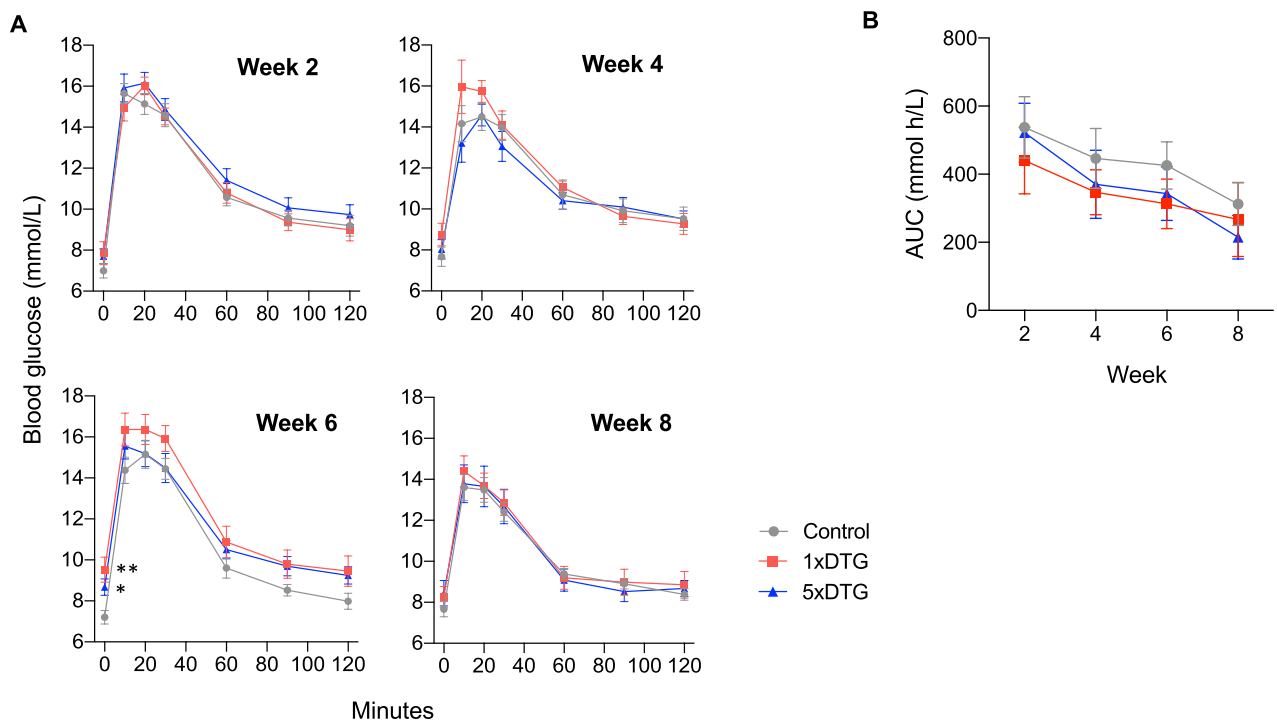 A
B
Blood glucose (mmol/L)
Week 2
18
16
14
12
10
8
6
0 20 40 60 80 100 120
Week 4
18
16
14
12
10
8
6
0 20 40 60 80 100 120
Week 6
18
16
14
12
10
8
6
**
*
0 20 40 60 80 100 120
Week 8
18
16
14
12
10
8
6
0 20 40 60 80 100 120
Minutes
AUC (mmol h/L)
800
600
400
200
0
2 4 6 8
Week
Control
1xDTG
5xDTG